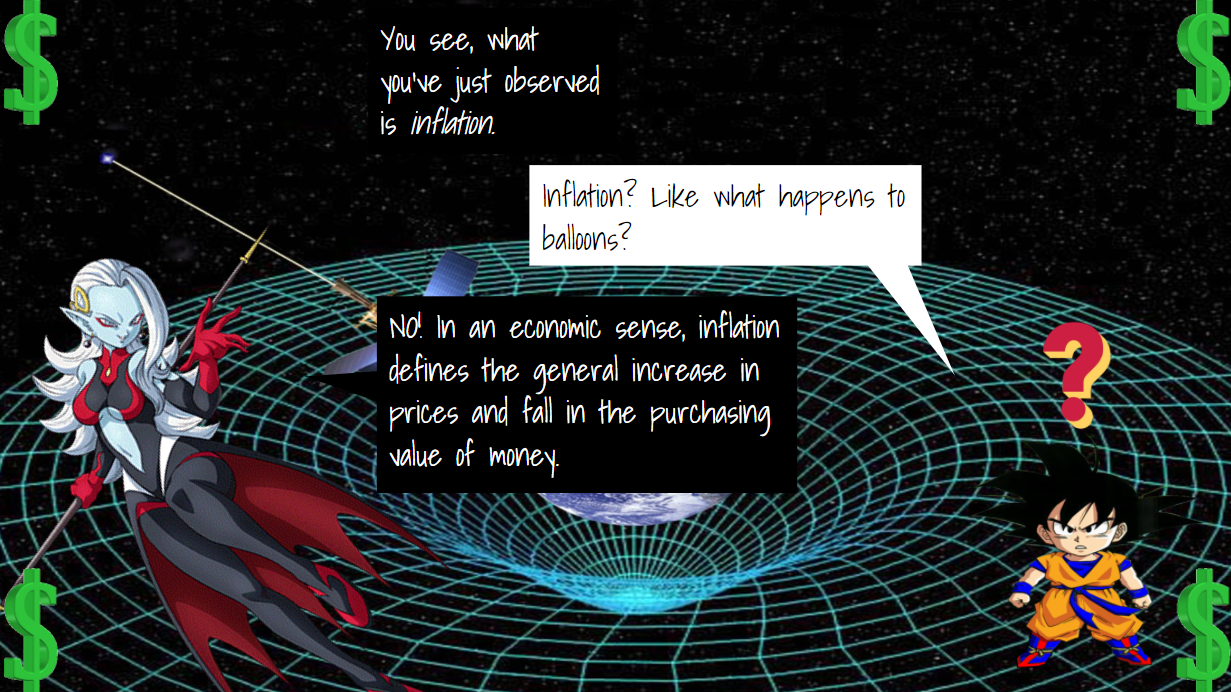 You see, what
you've just observed
is inflation.
Inflation? Like what happens to
balloons?
NO! In an economic sense, inflation
defines the general increase in
prices and fall in the purchasing
value of money.